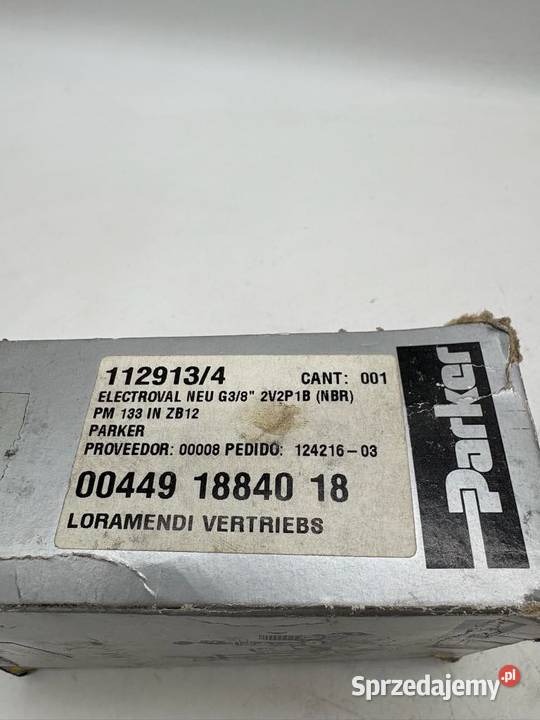 112913/4 CANT: 001
ELECTROVAL NEU G3/8" 2V2P1B (NBR)
PM 133 IN ZB12
PARKER
PROVEEDOR: 00008 PEDIDO: 124216-03
00449 18840 18
LORAMENDI VERTRIEBS
Parker
Sprzedajemy.pl